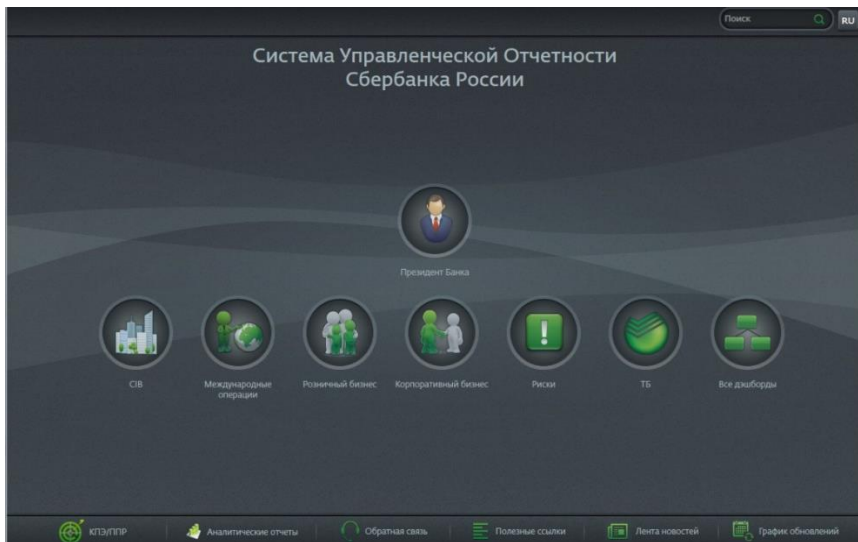 Поиск
RU
Система Управленческой Отчетности
Сбербанка России
Президент Банка
CIB
Международные
операции
Розничный бизнес
Корпоративный бизнес
Риски
ТБ
Все дэшборды
КПЭ/ППР
Аналитические отчеты
Обратная связь
Полезные ссылки
Лента новостей
График обновлений